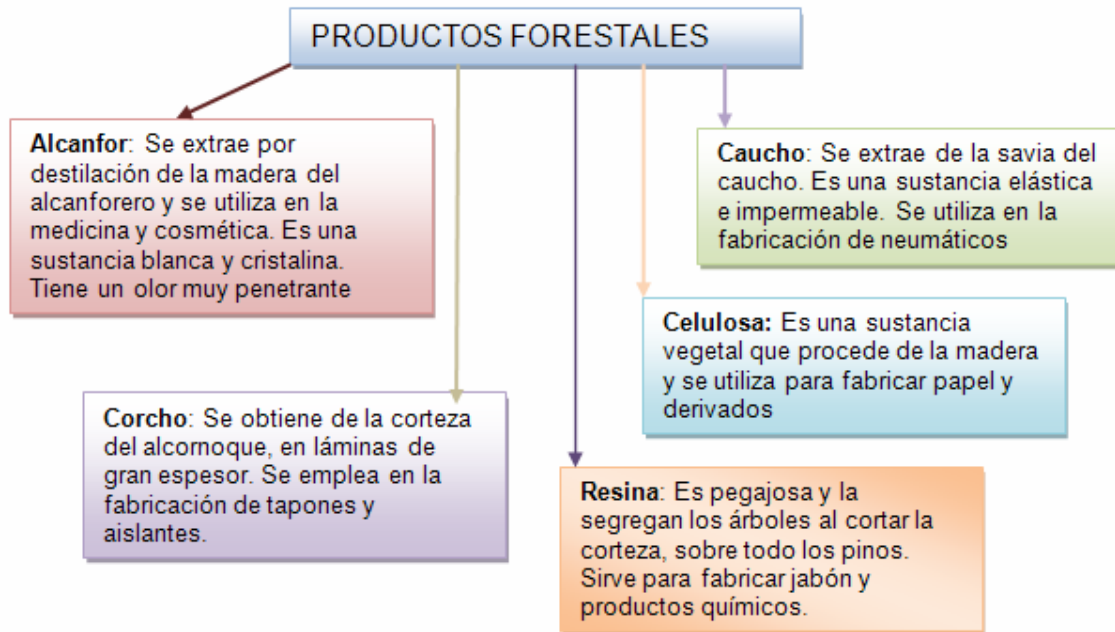 PRODUCTOS FORESTALES
Alcanfor: Se extrae por
destilación de la madera del
alcanforero y se utiliza en la
medicina y cosmética. Es una
sustancia blanca y cristalina.
Tiene un olor muy penetrante
Caucho: Se extrae de la savia del
caucho. Es una sustancia elástica
e impermeable. Se utiliza en la
fabricación de neumáticos
Celulosa: Es una sustancia
vegetal que procede de la madera
y se utiliza para fabricar papel y
derivados
Corcho: Se obtiene de la corteza
del alcornoque, en láminas de
gran espesor. Se emplea en la
fabricación de tapones y
aislantes.
Resina: Es pegajosa y la
segregan los árboles al cortar la
corteza, sobre todo los pinos.
Sirve para fabricar jabón y
productos químicos.